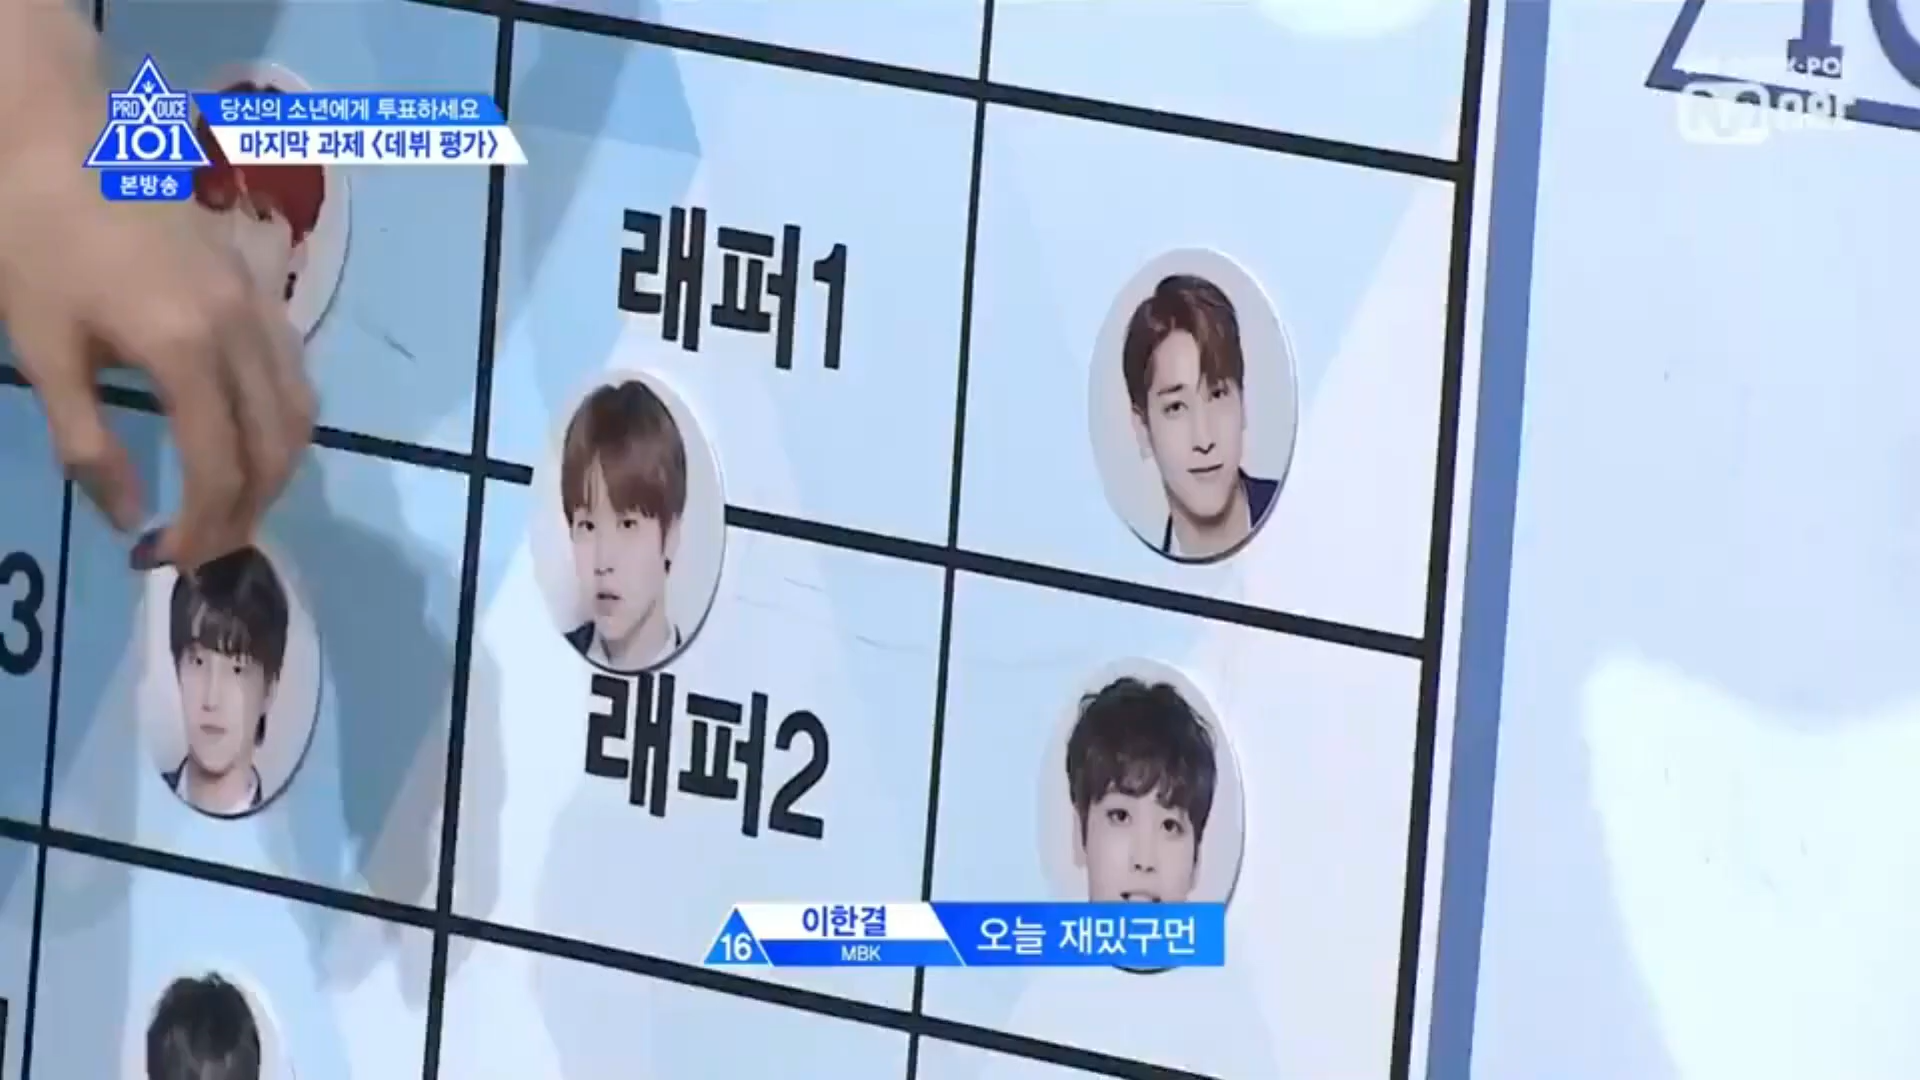 PRO X DUCE
101
본방송
당신의 소년에게 투표하세요
마지막 과제 <데뷔 평가>
래퍼1
3
래퍼2
16
이한결
MBK
오늘 재밌구먼